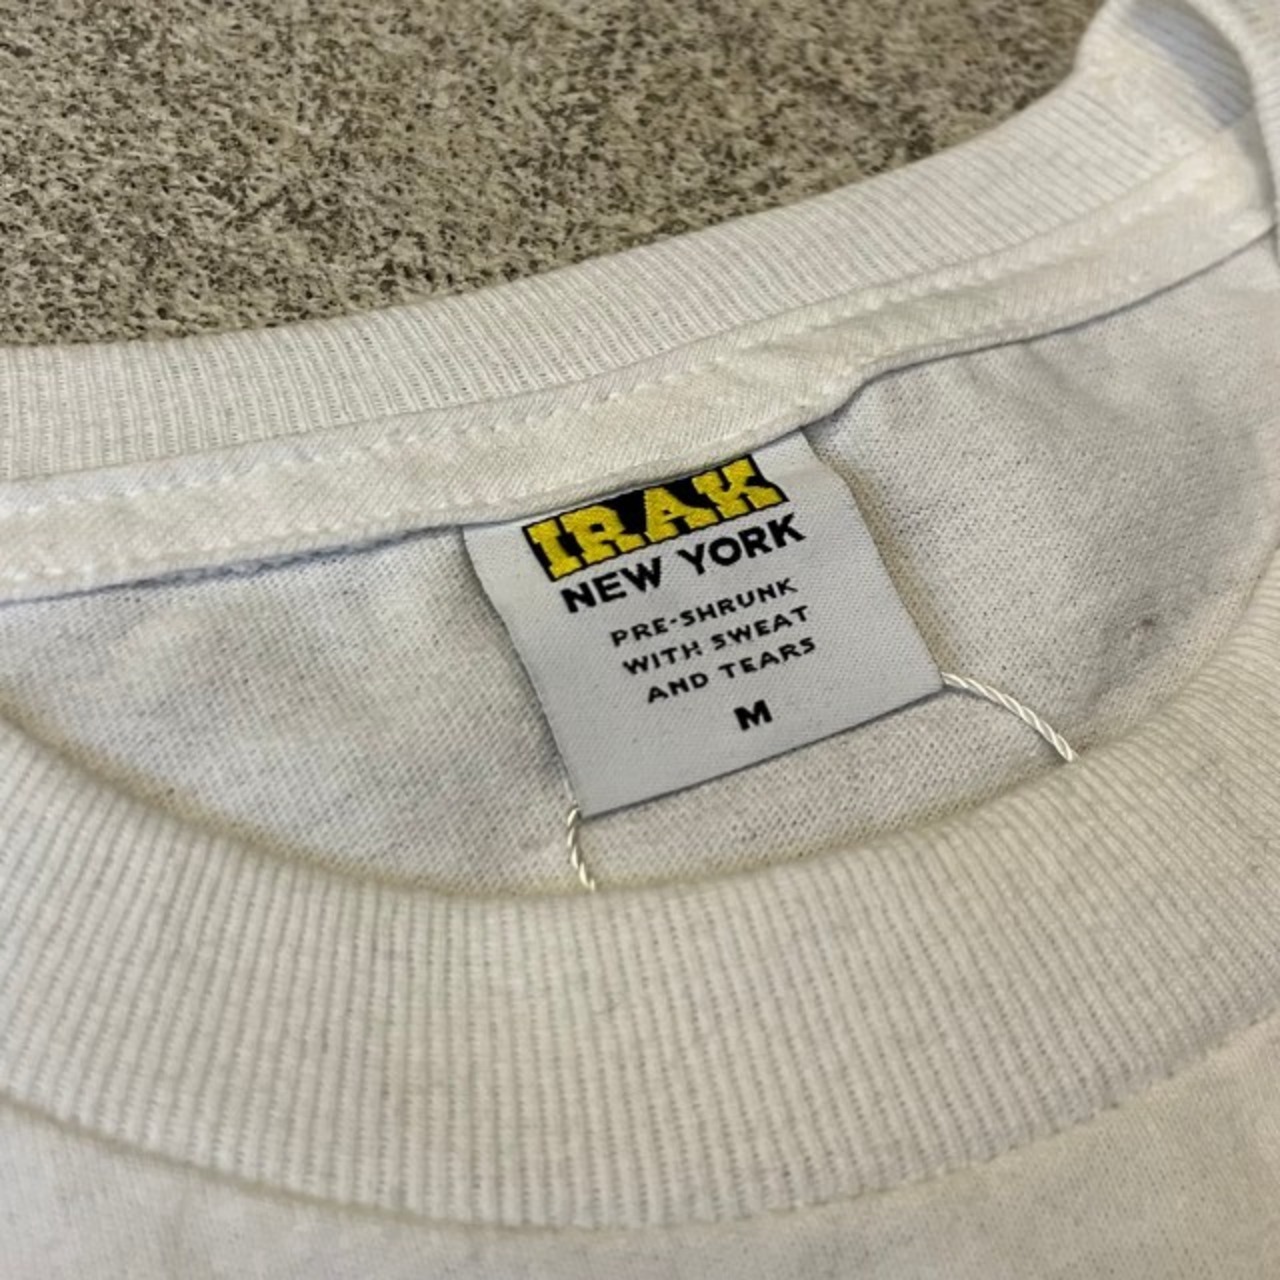 IRAK
NEW YORK
PRE-SHRUNK
WITH SWEAT
AND TEARS
M